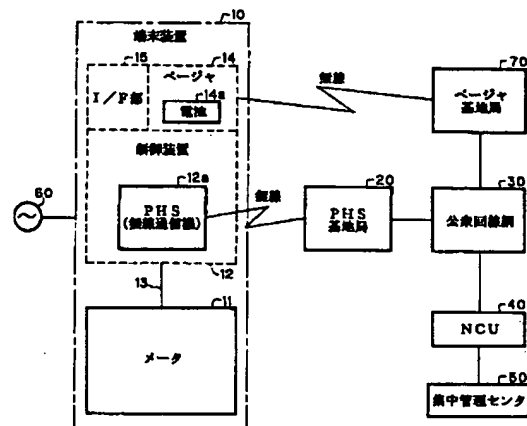 10
端末装置
15
14
I/F部
ページャ
14a
電池
無線
70
ページャ
基地局
制御装置
12a
PHS
(無線通信機)
無線
20
PHS
基地局
30
公衆回線網
60
12
13
11
メータ
40
NCU
50
集中管理センタ